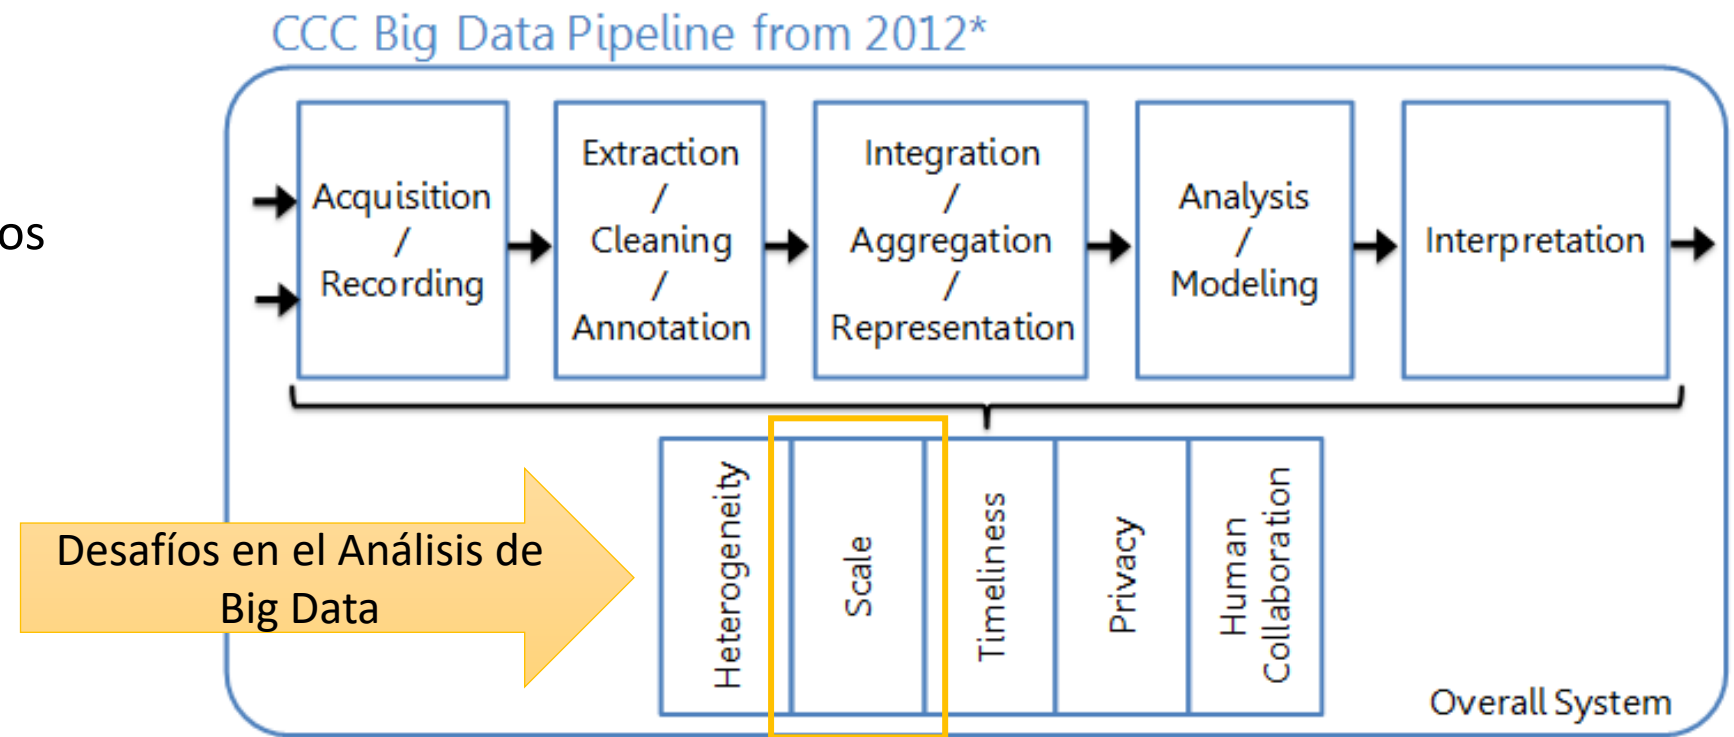 CCC Big Data Pipeline from 2012*
Acquisition
/
Recording
Extraction
/
Cleaning
/
Annotation
Integration
/
Aggregation
/
Representation
Analysis
/
Modeling
Interpretation
os
Heterogeneity
Scale
Timeliness
Privacy
Human
Collaboration
Desafíos en el Análisis de
Big Data
Overall System